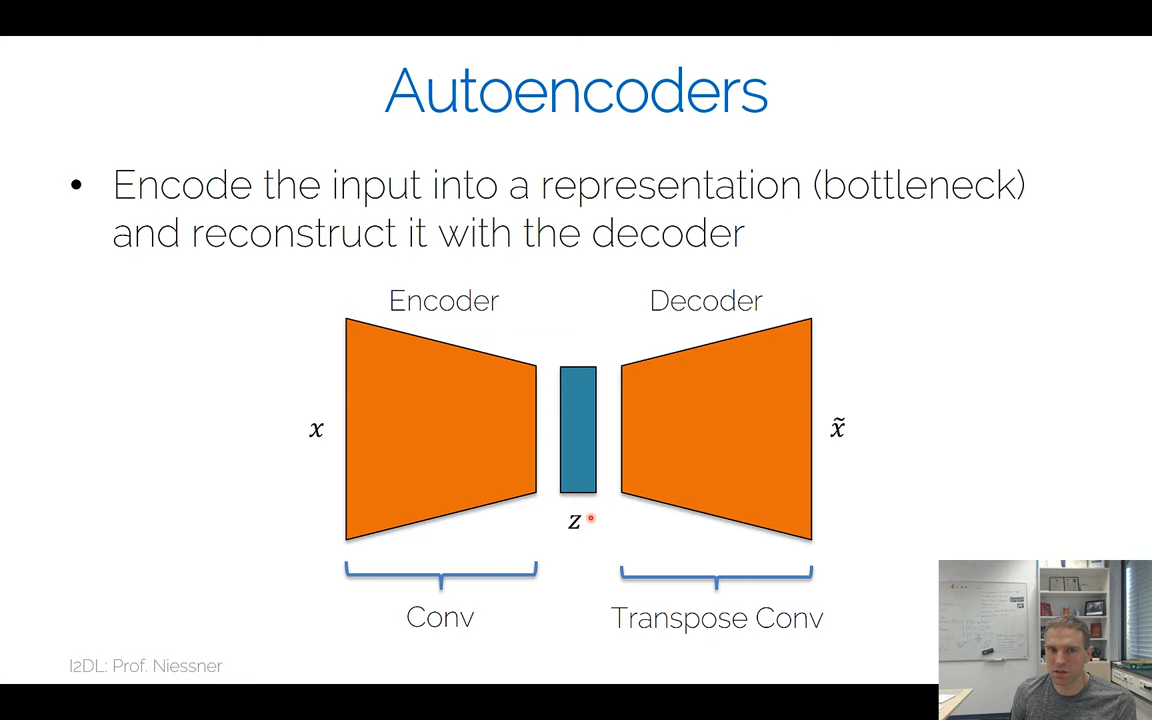 Autoencoders
• Encode the input into a representation (bottleneck)
and reconstruct it with the decoder
Encoder
Decoder
x
x̃
z
Conv
Transpose Conv
I2DL: Prof. Niessner